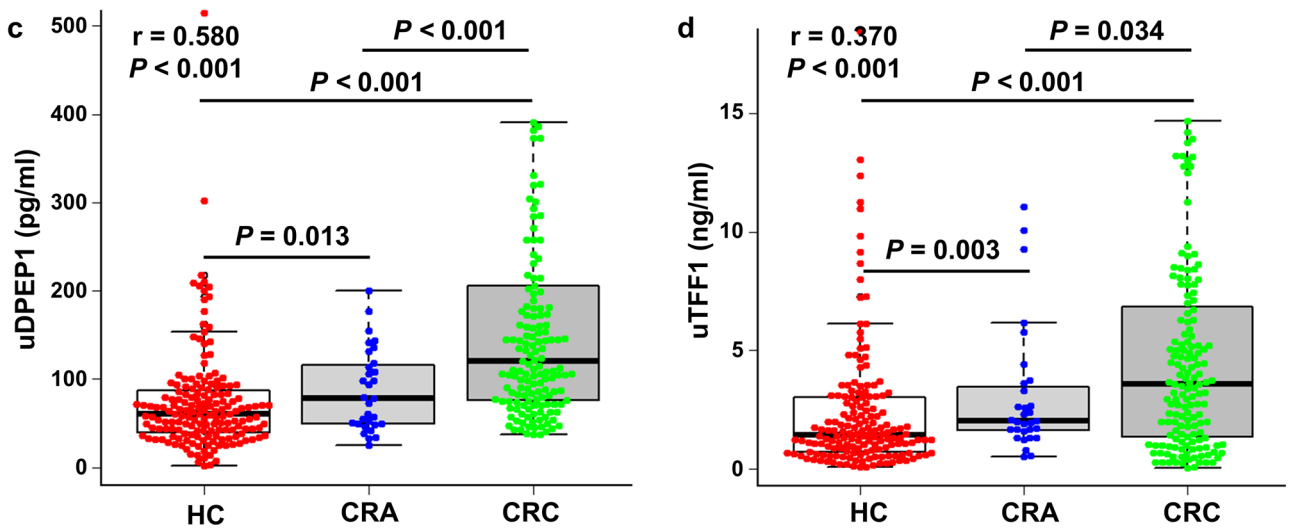 c
r = 0.580
P < 0.001
P < 0.001
P < 0.001
P = 0.013
uDPEP1 (pg/ml)
500
400
300
200
100
0
HC
CRA
CRC
d
r = 0.370
P < 0.001
P = 0.034
P < 0.001
P = 0.003
uTFF1 (ng/ml)
15
10
5
0
HC
CRA
CRC